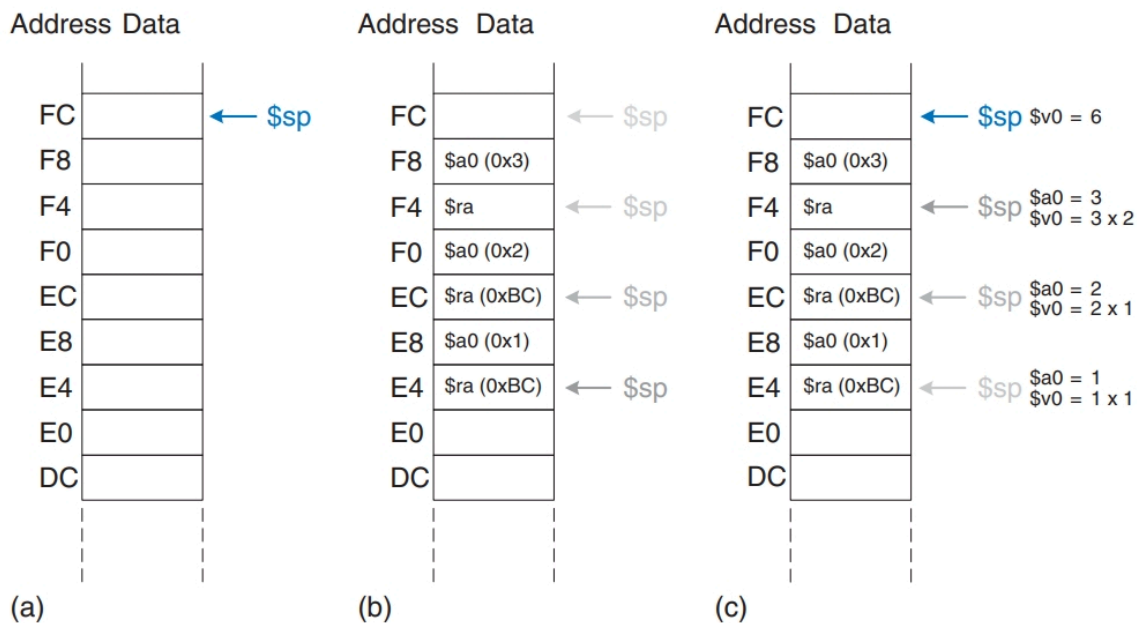 Address Data Address Data Address Data
FC $sp FC $sp FC $sp $v0 = 6
F8 F8 $a0 (0x3) F8 $a0 (0x3)
F4 F4 $ra $sp F4 $ra $sp $a0 = 3
$v0 = 3 x 2
F0 F0 $a0 (0x2) F0 $a0 (0x2)
EC EC $ra (0xBC) $sp EC $ra (0xBC) $sp $a0 = 2
$v0 = 2 x 1
E8 E8 $a0 (0x1) E8 $a0 (0x1)
E4 E4 $ra (0xBC) $sp E4 $ra (0xBC) $sp $a0 = 1
$v0 = 1 x 1
E0 E0 E0
DC DC DC
(a) (b) (c)